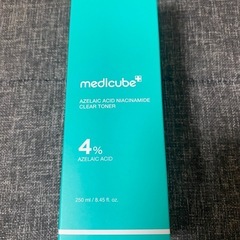 medicube
AZELAIC ACID NIACINAMIDE
CLEAR TONER
4%
AZELAIC ACID
250 ml / 8.45 fl. oz.